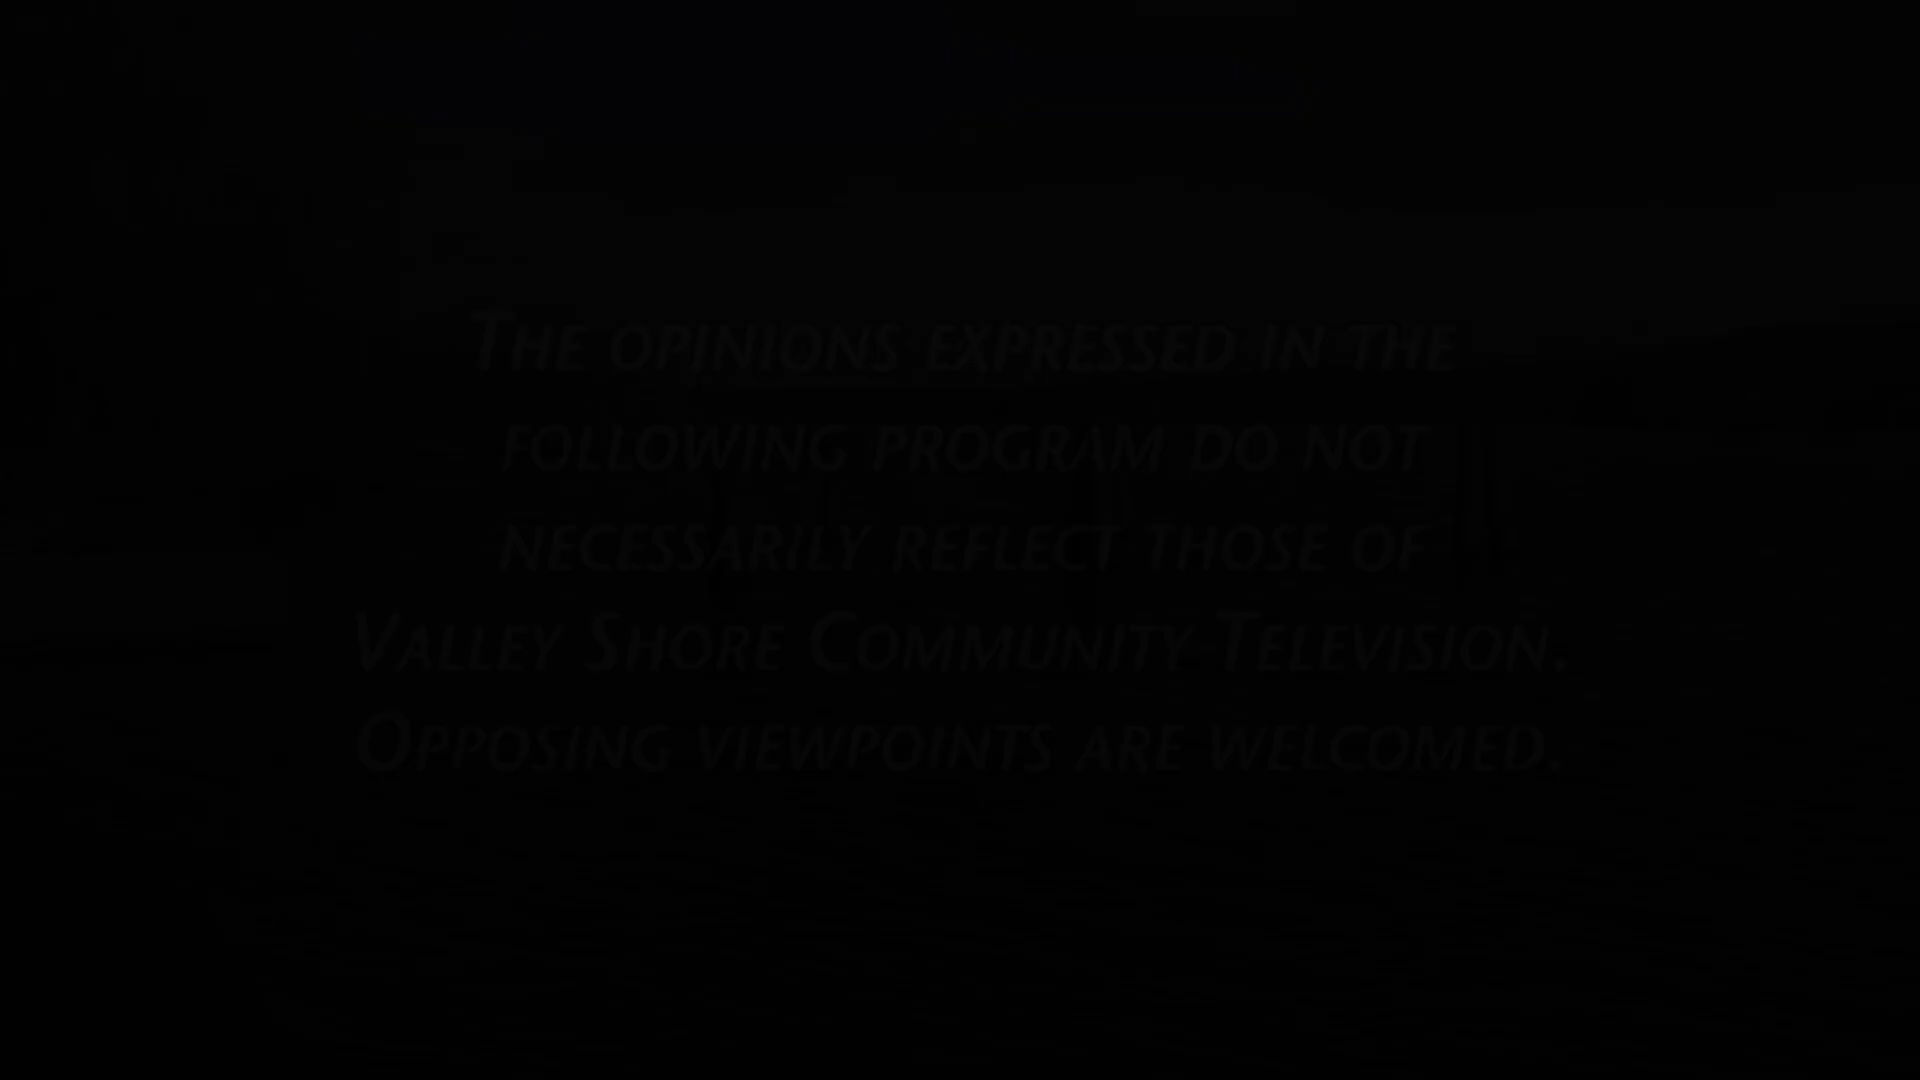 The opinions expressed in the
following program do not
necessarily reflect those of
Valley Shore Community Television.
Opposing viewpoints are welcomed.